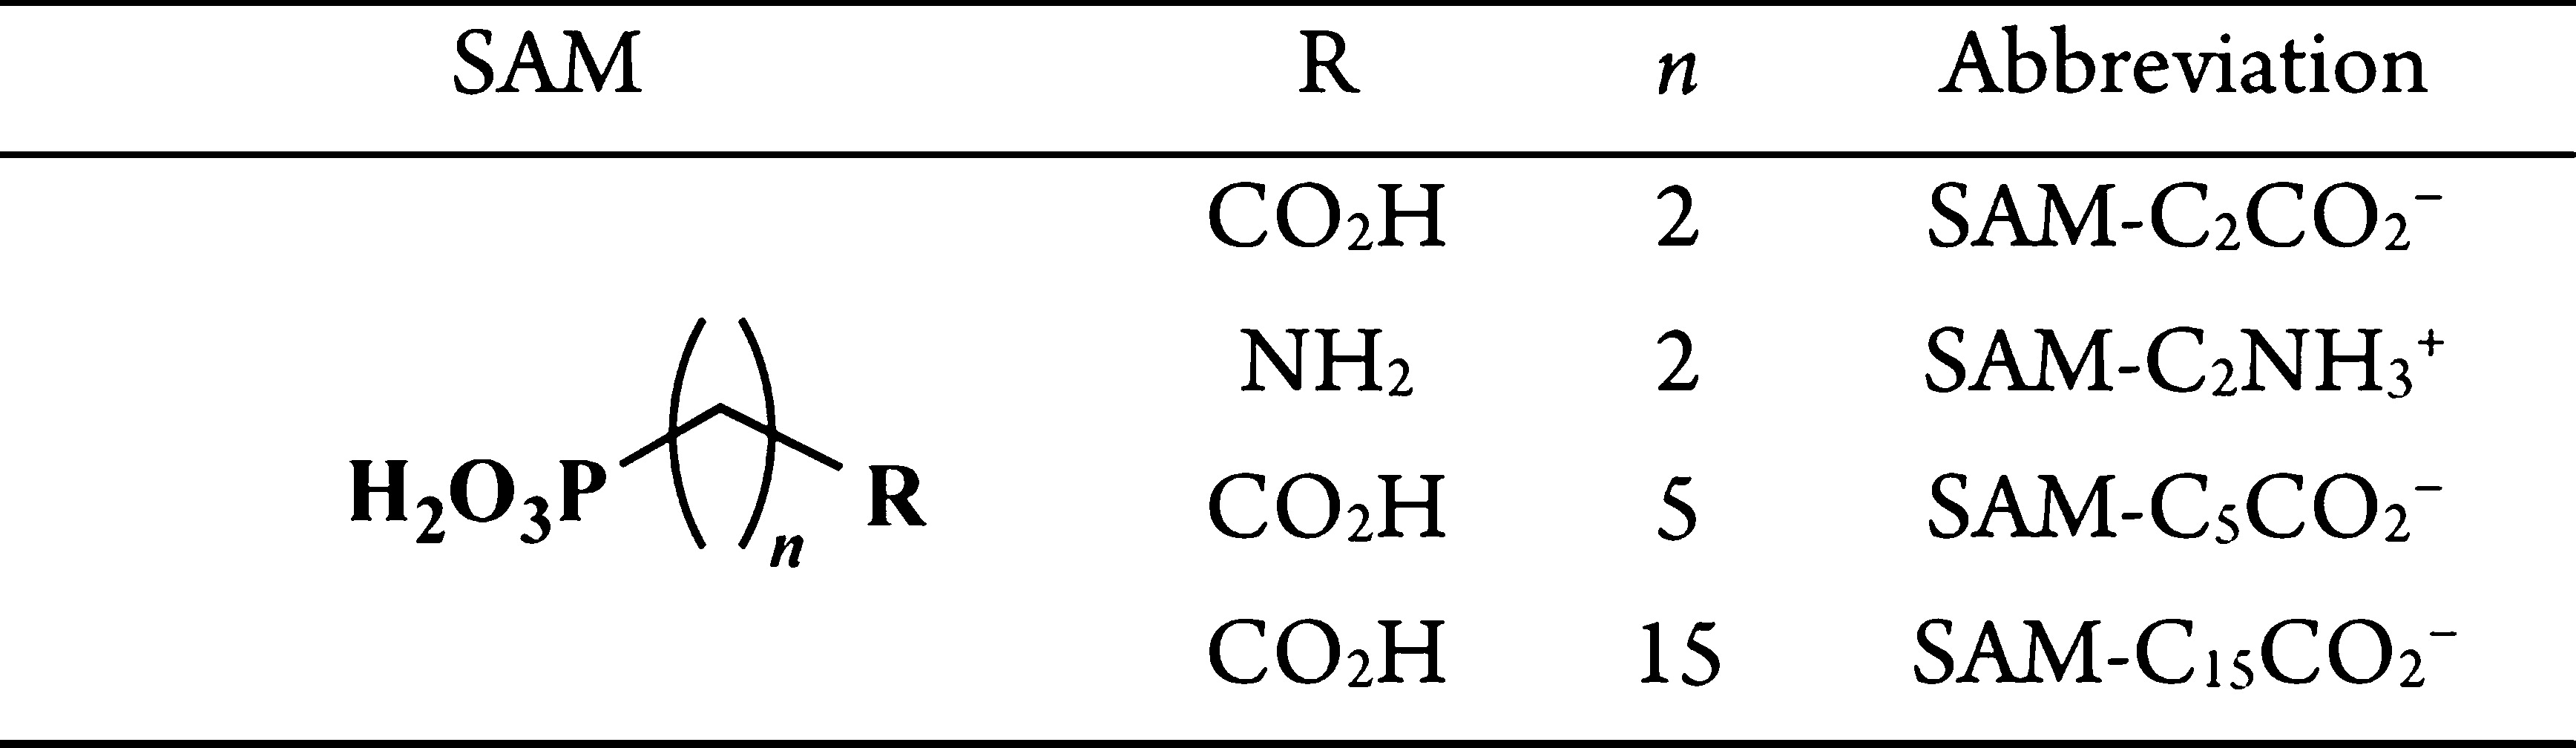 SAM R n Abbreviation
CO₂H 2 SAM-C₂CO₂⁻
NH₂ 2 SAM-C₂NH₃⁺
H₂O₃P R n
CO₂H 5 SAM-C₅CO₂⁻
CO₂H 15 SAM-C₁₅CO₂⁻